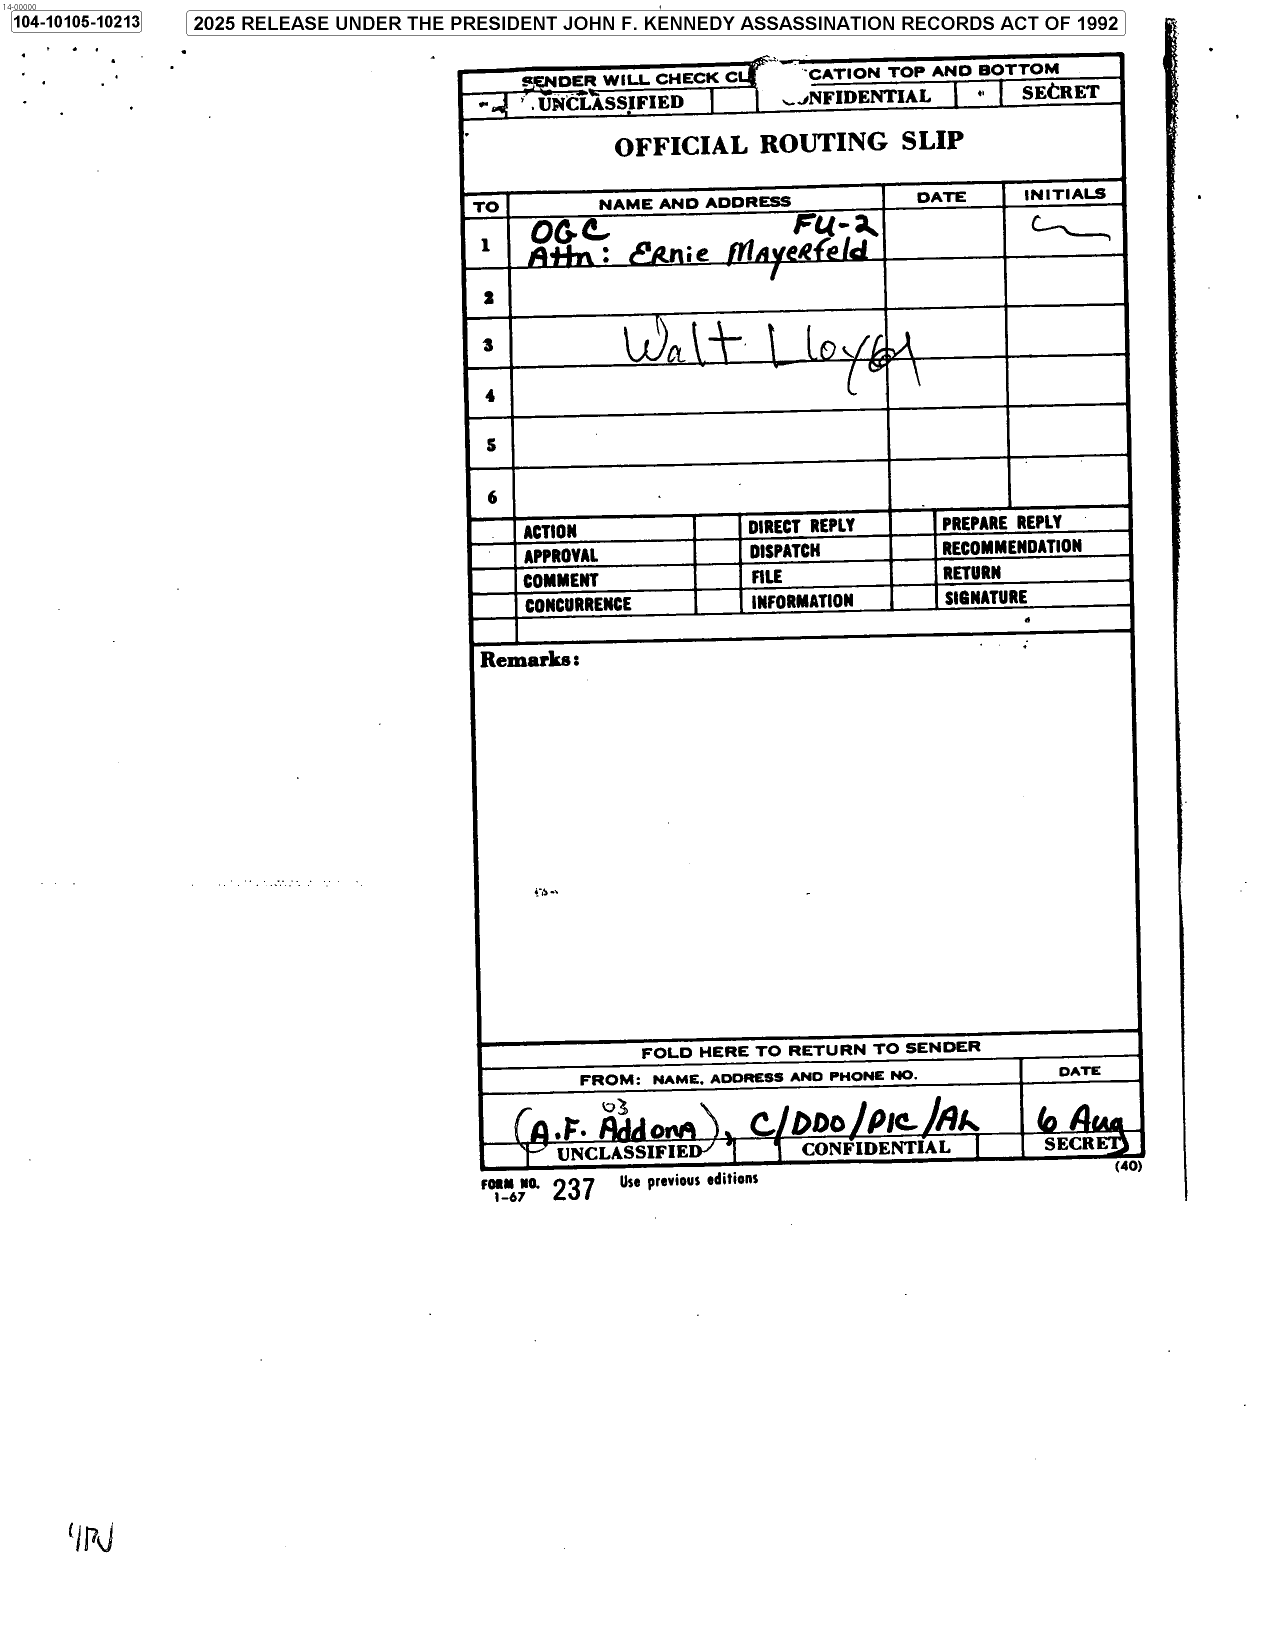 14-00000
104-10105-10213
2025 RELEASE UNDER THE PRESIDENT JOHN F. KENNEDY ASSASSINATION RECORDS ACT OF 1992
SENDER WILL CHECK CL CATION TOP AND BOTTOM
UNCLASSIFIED NFIDENTIAL SECRET
OFFICIAL ROUTING SLIP
TO NAME AND ADDRESS DATE INITIALS
1 OGC FU-2
Attn: Ernie Mayerfeld
2
3 Walt Lloyd
4
5
6
ACTION DIRECT REPLY PREPARE REPLY
APPROVAL DISPATCH RECOMMENDATION
COMMENT FILE RETURN
CONCURRENCE INFORMATION SIGNATURE
Remarks:
FOLD HERE TO RETURN TO SENDER
FROM: NAME, ADDRESS AND PHONE NO. DATE
03
(A.F. Addona), C/DDO/PIC/AL 6 Aug
UNCLASSIFIED CONFIDENTIAL SECRET
(40)
FORM NO. 237 Use previous editions
1-67